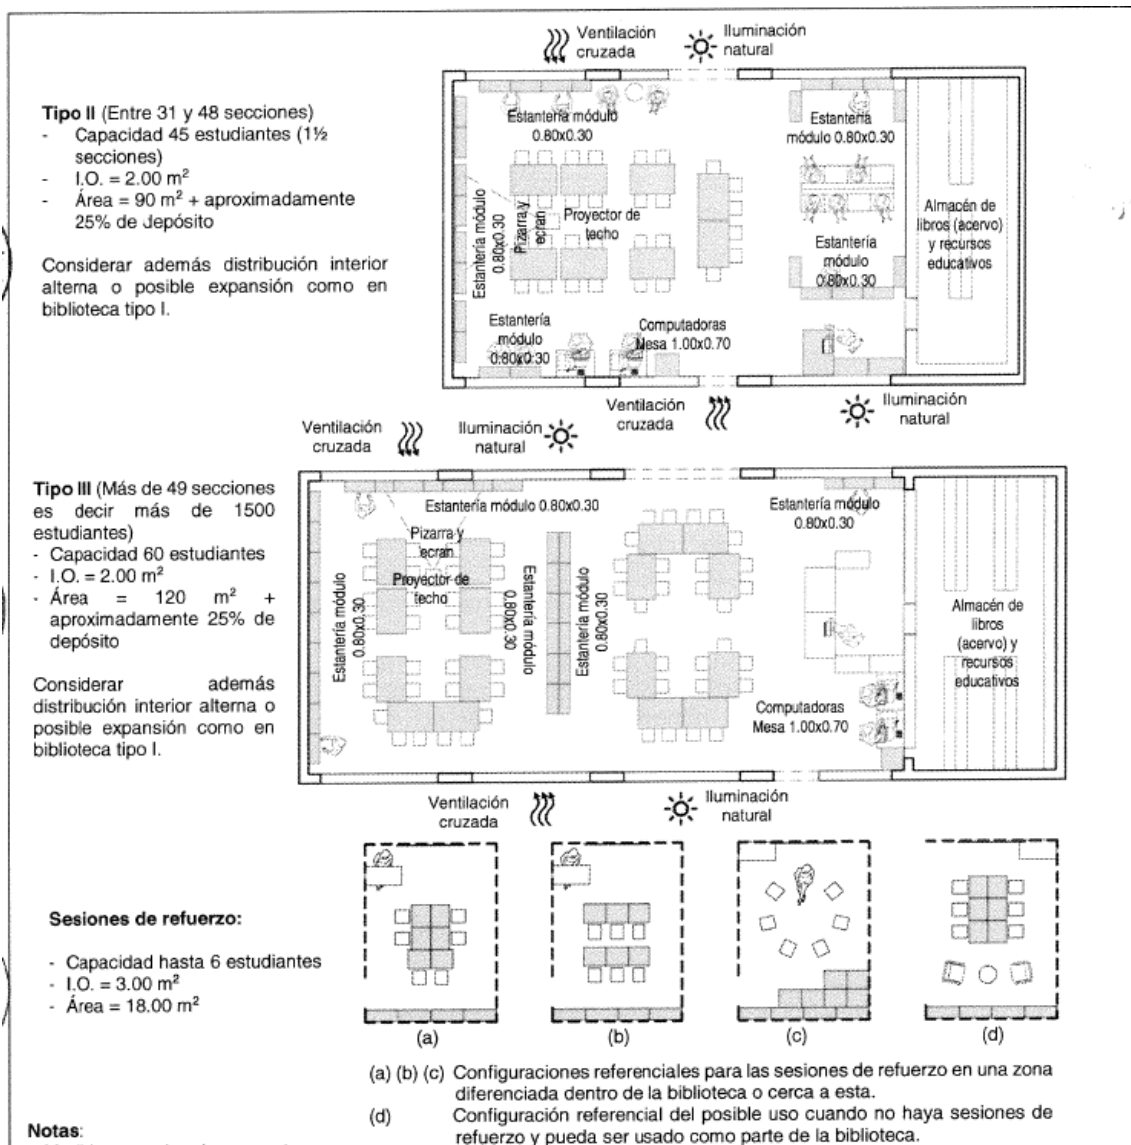 Ventilación
cruzada
Iluminación
natural
Tipo II (Entre 31 y 48 secciones)
- Capacidad 45 estudiantes (1½
secciones)
- I.O. = 2.00 m²
- Área = 90 m² + aproximadamente
25% de depósito
Considerar además distribución interior
alterna o posible expansión como en
biblioteca tipo I.
Estantería módulo
0.80x0.30
Estantería
módulo 0.80x0.30
Estantería módulo
0.80x0.30
Pizarra y
ecran
Proyector de
techo
Almacén de
libros (acervo)
y recursos
educativos
Estantería
módulo
0.80x0.30
Estantería
módulo
0.80x0.30
Computadoras
Mesa 1.00x0.70
Ventilación
cruzada
Iluminación
natural
Ventilación
cruzada
Iluminación
natural
Tipo III (Más de 49 secciones
es decir más de 1500
estudiantes)
- Capacidad 60 estudiantes
- I.O. = 2.00 m²
- Área = 120 m² +
aproximadamente 25% de
depósito
Considerar además
distribución interior alterna o
posible expansión como en
biblioteca tipo I.
Estantería módulo 0.80x0.30
Estantería módulo
0.80x0.30
Pizarra y
ecran
Proyector de
techo
Estantería módulo
0.80x0.30
Estantería módulo
0.80x0.30
Estantería módulo
0.80x0.30
Almacén de
libros
(acervo) y
recursos
educativos
Computadoras
Mesa 1.00x0.70
Ventilación
cruzada
Iluminación
natural
Sesiones de refuerzo:
- Capacidad hasta 6 estudiantes
- I.O. = 3.00 m²
- Área = 18.00 m²
(a)
(b)
(c)
(d)
(a) (b) (c) Configuraciones referenciales para las sesiones de refuerzo en una zona
diferenciada dentro de la biblioteca o cerca a esta.
(d) Configuración referencial del posible uso cuando no haya sesiones de
refuerzo y pueda ser usado como parte de la biblioteca.
Notas: